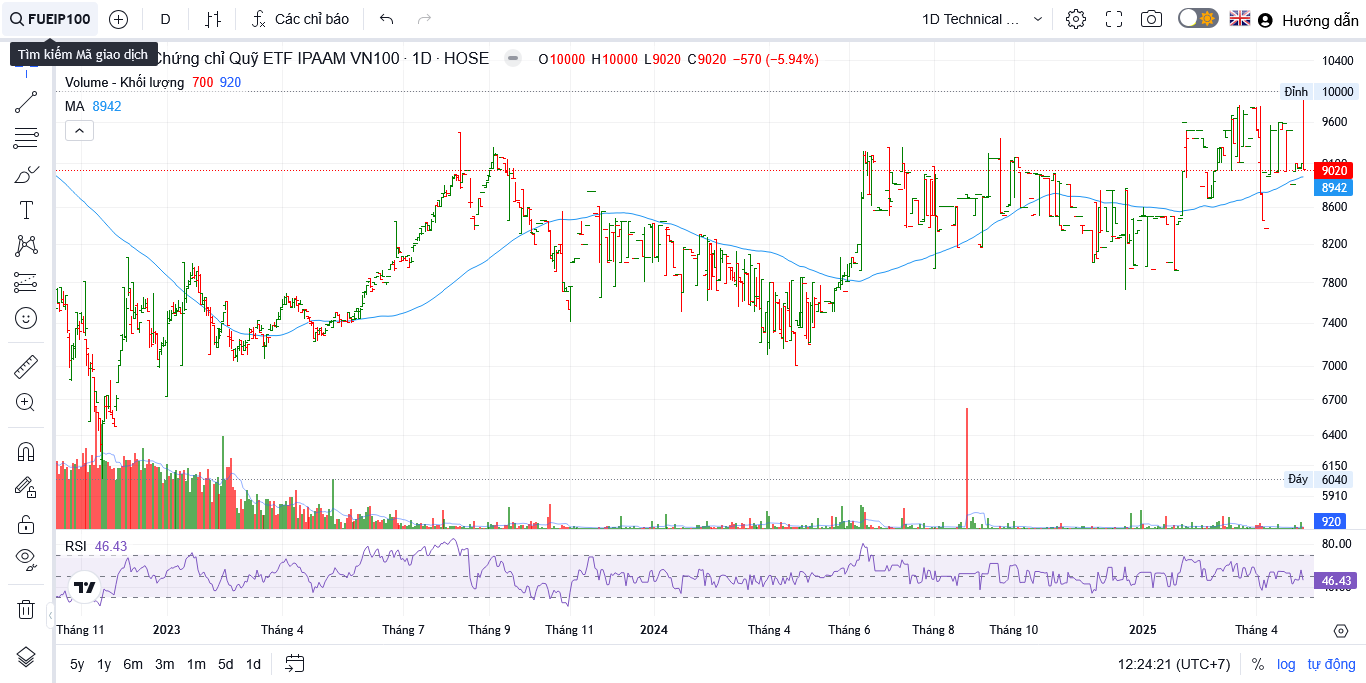 FUEIP100 D Các chỉ báo 1D Technical ... Hướng dẫn
Tìm kiếm Mã giao dịch
Chứng chỉ Quỹ ETF IPAAM VN100 · 1D · HOSE O10000 H10000 L9020 C9020 −570 (−5.94%)
Volume - Khối lượng 700 920
MA 8942
10400
Đỉnh 10000
9600
9020
8942
8600
8200
7800
7400
7000
6700
6400
6150
Đáy 6040
5910
920
RSI 46.43
80.00
46.43
Tháng 11 2023 Tháng 4 Tháng 7 Tháng 9 Tháng 11 2024 Tháng 4 Tháng 6 Tháng 8 Tháng 10 2025 Tháng 4
5y 1y 6m 3m 1m 5d 1d 12:24:21 (UTC+7) % log tự động